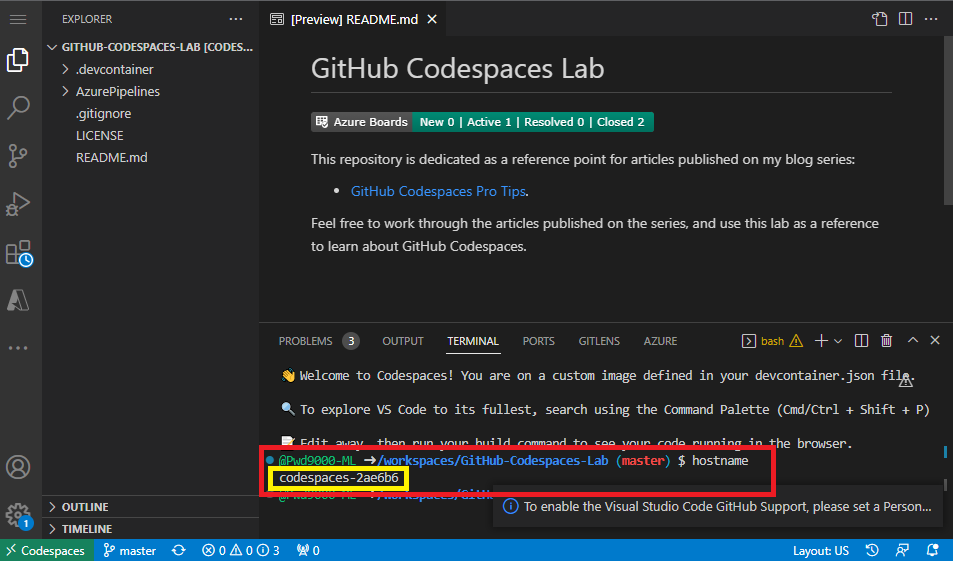 EXPLORER
[Preview] README.md
GITHUB-CODESPACES-LAB [CODES...
.devcontainer
AzurePipelines
.gitignore
LICENSE
README.md
GitHub Codespaces Lab
Azure Boards New 0 | Active 1 | Resolved 0 | Closed 2
This repository is dedicated as a reference point for articles published on my blog series:
• GitHub Codespaces Pro Tips.
Feel free to work through the articles published on the series, and use this lab as a reference
to learn about GitHub Codespaces.
PROBLEMS 3 OUTPUT TERMINAL PORTS GITLENS AZURE bash
👋 Welcome to Codespaces! You are on a custom image defined in your devcontainer.json file.
🔍 To explore VS Code to its fullest, search using the Command Palette (Cmd/Ctrl + Shift + P)
📝 Edit away, then run your build command to see your code running in the browser.
@Pwd9000-ML ➜/workspaces/GitHub-Codespaces-Lab (master) $ hostname
codespaces-2ae6b6
@Pwd9000-ML ➜/workspaces/GitH
To enable the Visual Studio Code GitHub Support, please set a Person...
OUTLINE
TIMELINE
1
Codespaces master 0 0 3 0 Layout: US